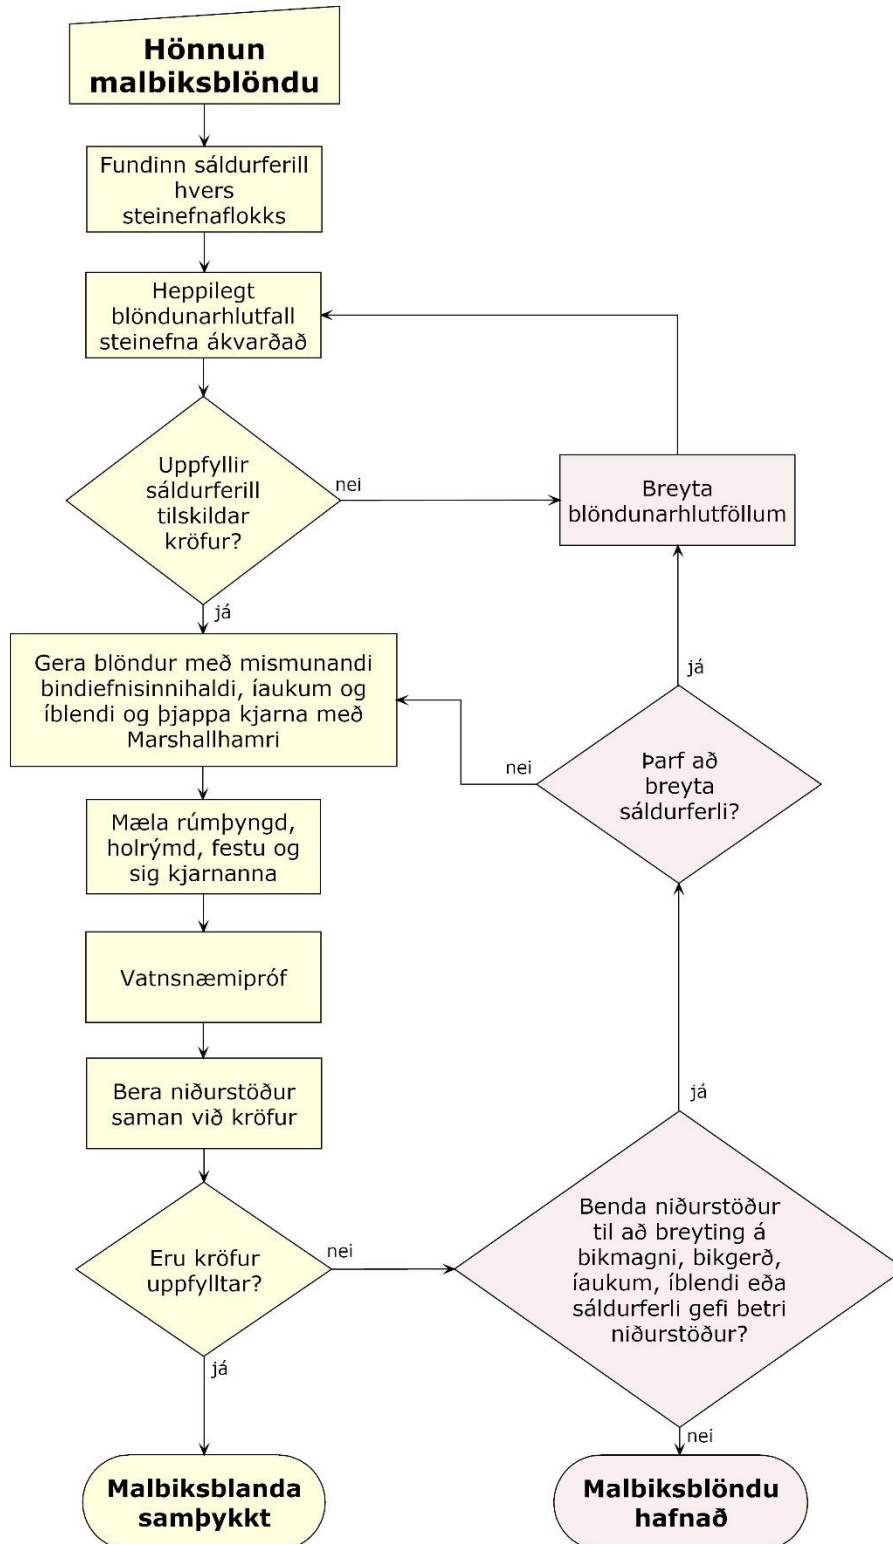 Hönnun
malbiksblöndu
Fundinn sáldurferill
hvers
steinefnaflokks
Heppilegt
blöndunarhlutfall
steinefna ákvarðað
Uppfyllir
sáldurferill
tilskildar
kröfur?
nei
Breyta
blöndunarhlutföllum
já
Gera blöndur með mismunandi
bindiefnisinnihaldi, íaukum og
íblendi og þjappa kjarna með
Marshallhamri
já
nei
Þarf að
breyta
sáldurferli?
Mæla rúmþyngd,
holrýmd, festu og
sig kjarnanna
Vatnsnæmipróf
Bera niðurstöður
saman við kröfur
já
Eru kröfur
uppfylltar?
nei
Benda niðurstöður
til að breyting á
bikmagni, bikgerð,
íaukum, íblendi eða
sáldurferli gefi betri
niðurstöður?
já
nei
Malbiksblanda
samþykkt
Malbiksblöndu
hafnað